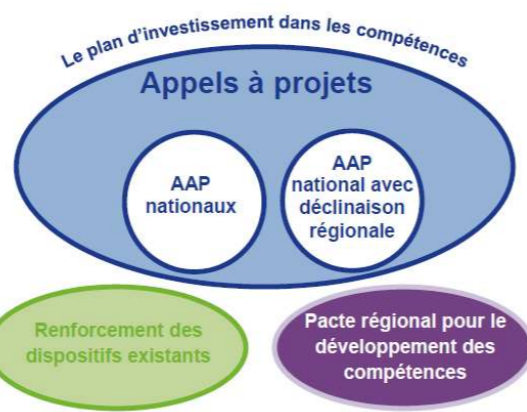 Le plan d'investissement dans les compétences
Appels à projets
AAP
nationaux
AAP
national avec
déclinaison
régionale
Renforcement des
dispositifs existants
Pacte régional pour le
développement des
compétences